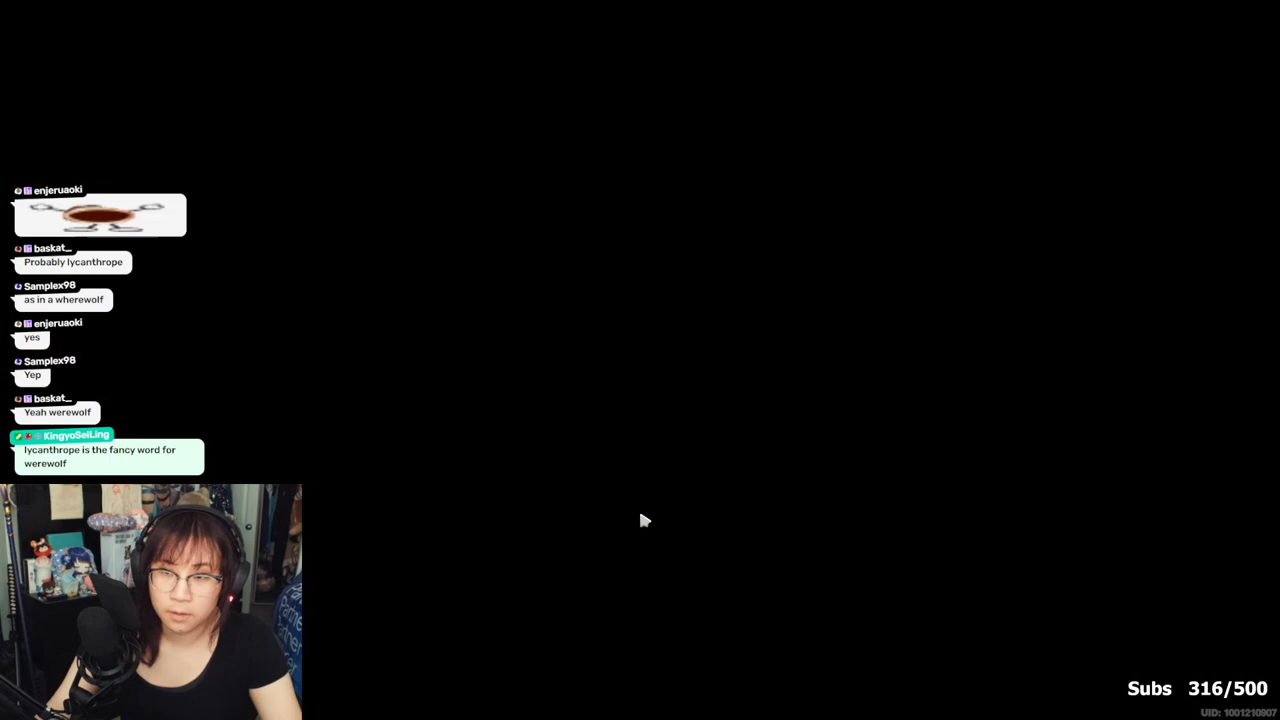 enjeruaoki
baskat_
Probably lycanthrope
Samplex98
as in a wherewolf
enjeruaoki
yes
Samplex98
Yep
baskat_
Yeah werewolf
KingyoSeiLing
lycanthrope is the fancy word for
werewolf
Subs 316/500
UID: 1001210907